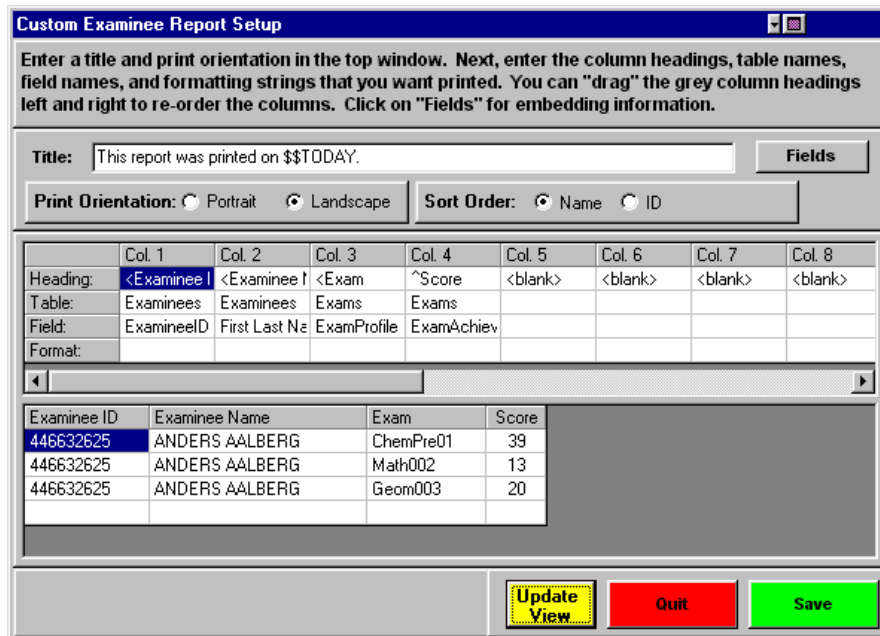 Custom Examinee Report Setup
Enter a title and print orientation in the top window. Next, enter the column headings, table names,
field names, and formatting strings that you want printed. You can "drag" the grey column headings
left and right to re-order the columns. Click on "Fields" for embedding information.
Title: This report was printed on $$TODAY. Fields
Print Orientation: Portrait Landscape Sort Order: Name ID
Col. 1 Col. 2 Col. 3 Col. 4 Col. 5 Col. 6 Col. 7 Col. 8
Heading: <Examinee I <Examinee N <Exam ^Score <blank> <blank> <blank> <blank>
Table: Examinees Examinees Exams Exams
Field: ExamineeID First Last Na ExamProfile ExamAchiev
Format:
Examinee ID Examinee Name Exam Score
446632625 ANDERS AALBERG ChemPre01 39
446632625 ANDERS AALBERG Math002 13
446632625 ANDERS AALBERG Geom003 20
Update
View Quit Save